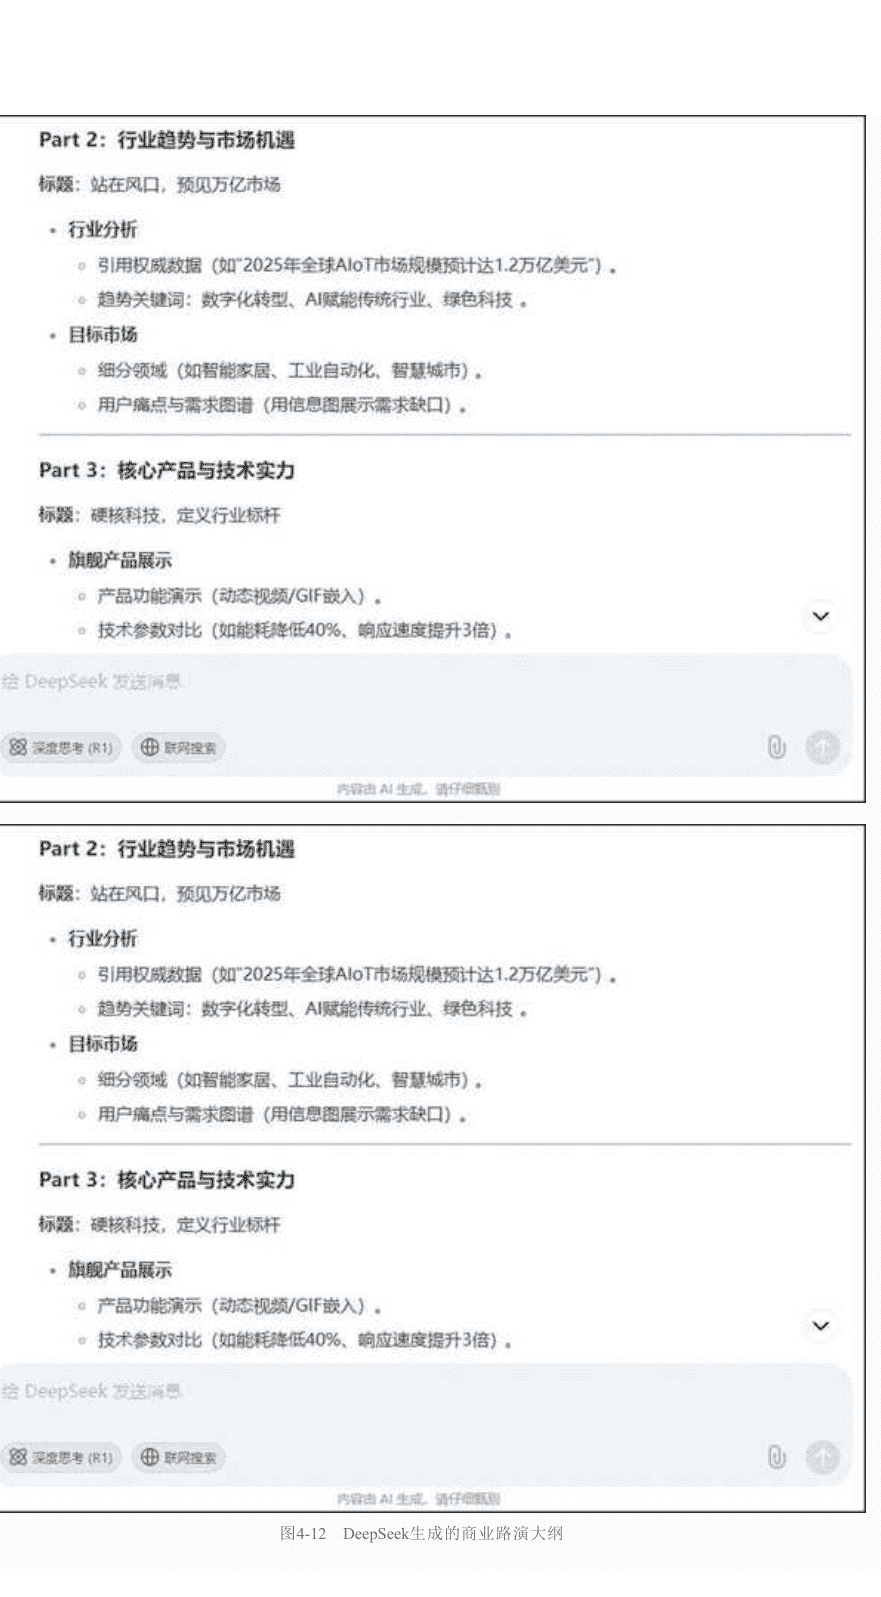 Part 2：行业趋势与市场机遇
标题：站在风口，预见万亿市场
• 行业分析
○ 引用权威数据（如"2025年全球AIoT市场规模预计达1.2万亿美元"）。
○ 趋势关键词：数字化转型、AI赋能传统行业、绿色科技 。
• 目标市场
○ 细分领域（如智能家居、工业自动化、智慧城市）。
○ 用户痛点与需求图谱（用信息图展示需求缺口）。
Part 3：核心产品与技术实力
标题：硬核科技，定义行业标杆
• 旗舰产品展示
○ 产品功能演示（动态视频/GIF嵌入）。
○ 技术参数对比（如能耗降低40%、响应速度提升3倍）。
给 DeepSeek 发送消息
深度思考 (R1) 联网搜索
内容由 AI 生成，请仔细甄别
Part 2：行业趋势与市场机遇
标题：站在风口，预见万亿市场
• 行业分析
○ 引用权威数据（如"2025年全球AIoT市场规模预计达1.2万亿美元"）。
○ 趋势关键词：数字化转型、AI赋能传统行业、绿色科技 。
• 目标市场
○ 细分领域（如智能家居、工业自动化、智慧城市）。
○ 用户痛点与需求图谱（用信息图展示需求缺口）。
Part 3：核心产品与技术实力
标题：硬核科技，定义行业标杆
• 旗舰产品展示
○ 产品功能演示（动态视频/GIF嵌入）。
○ 技术参数对比（如能耗降低40%、响应速度提升3倍）。
给 DeepSeek 发送消息
深度思考 (R1) 联网搜索
内容由 AI 生成，请仔细甄别
图4-12 DeepSeek生成的商业路演大纲